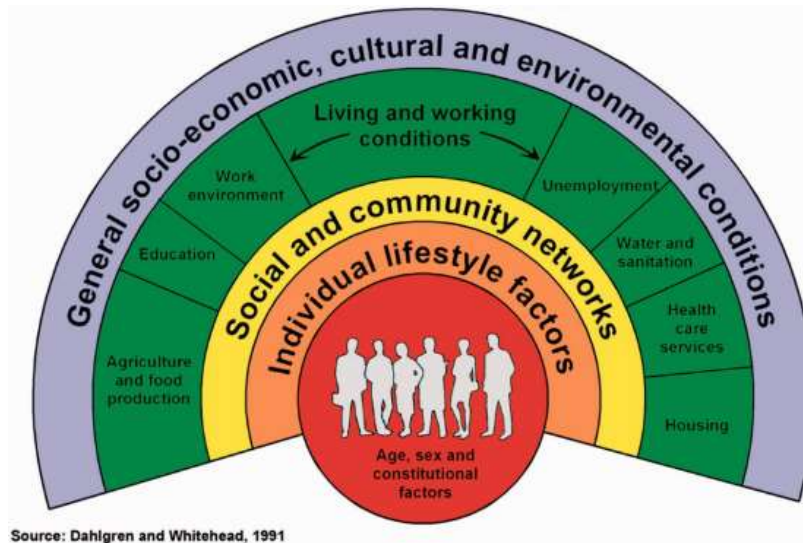 General socio-economic, cultural and environmental conditions
Living and working
conditions
Work
environment
Unemployment
Education
Water and
sanitation
Agriculture
and food
production
Health
care
services
Housing
Social and community networks
Individual lifestyle factors
Age, sex and
constitutional
factors
Source: Dahlgren and Whitehead, 1991